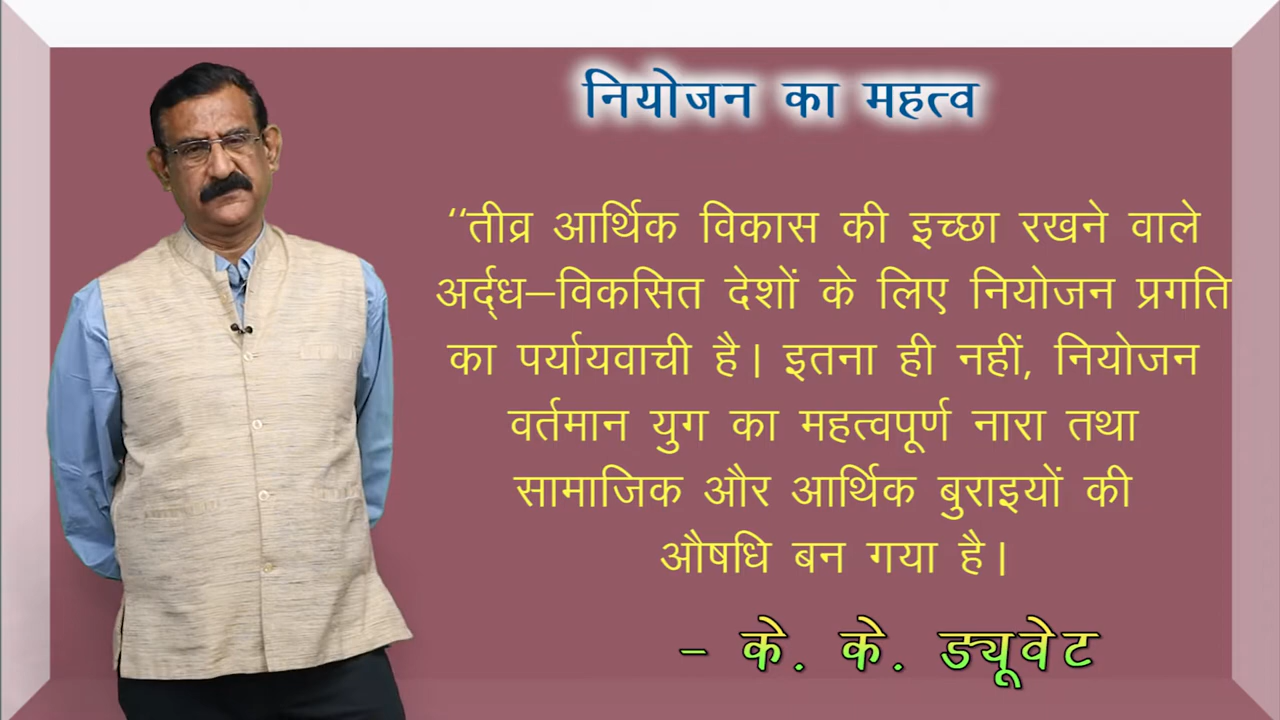 नियोजन का महत्व
‘‘तीव्र आर्थिक विकास की इच्छा रखने वाले
अर्द्ध–विकसित देशों के लिए नियोजन प्रगति
का पर्यायवाची है। इतना ही नहीं, नियोजन
वर्तमान युग का महत्वपूर्ण नारा तथा
सामाजिक और आर्थिक बुराइयों की
औषधि बन गया है।
– के. के. ड्यूवेट